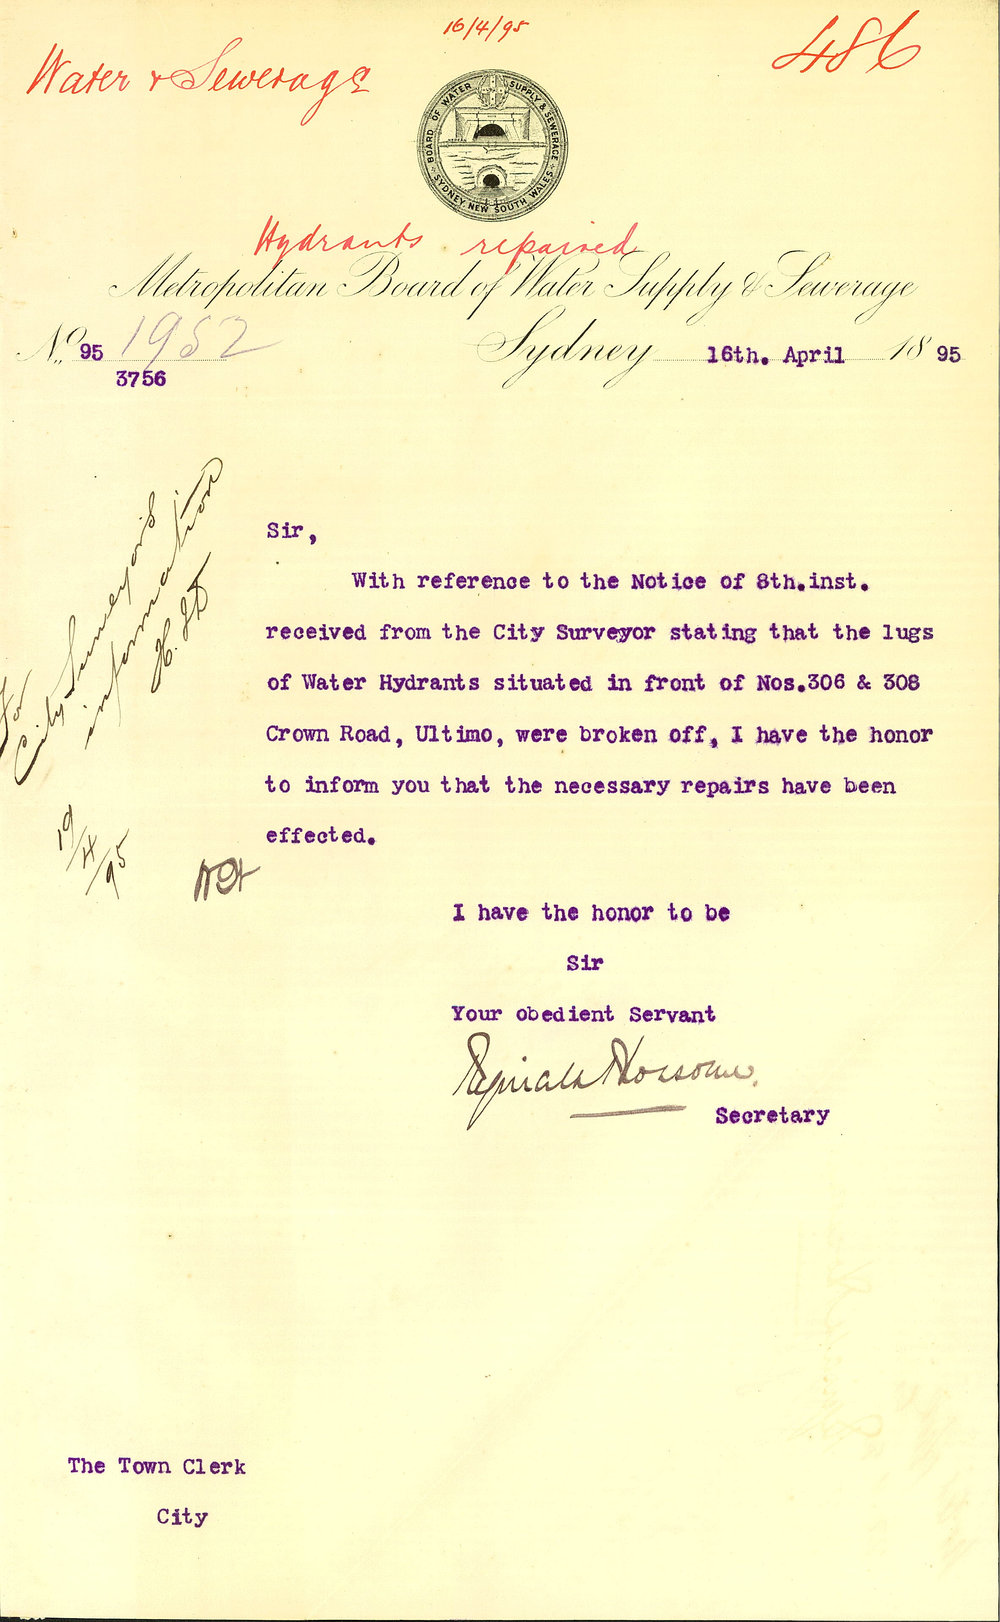 16/4/95
486
Water & Sewerage
BOARD OF WATER SUPPLY & SEWERAGE
SYDNEY, NEW SOUTH WALES
Hydrants repaired
Metropolitan Board of Water Supply & Sewerage
No. 95 1952
3756
Sydney 16th. April 1895
For
City Surveyor's
information
19/4/95
Sir,
With reference to the Notice of 8th.inst.
received from the City Surveyor stating that the lugs
of Water Hydrants situated in front of Nos.306 & 308
Crown Road, Ultimo, were broken off, I have the honor
to inform you that the necessary repairs have been
effected.
I have the honor to be
Sir
Your obedient Servant
Secretary
The Town Clerk
City